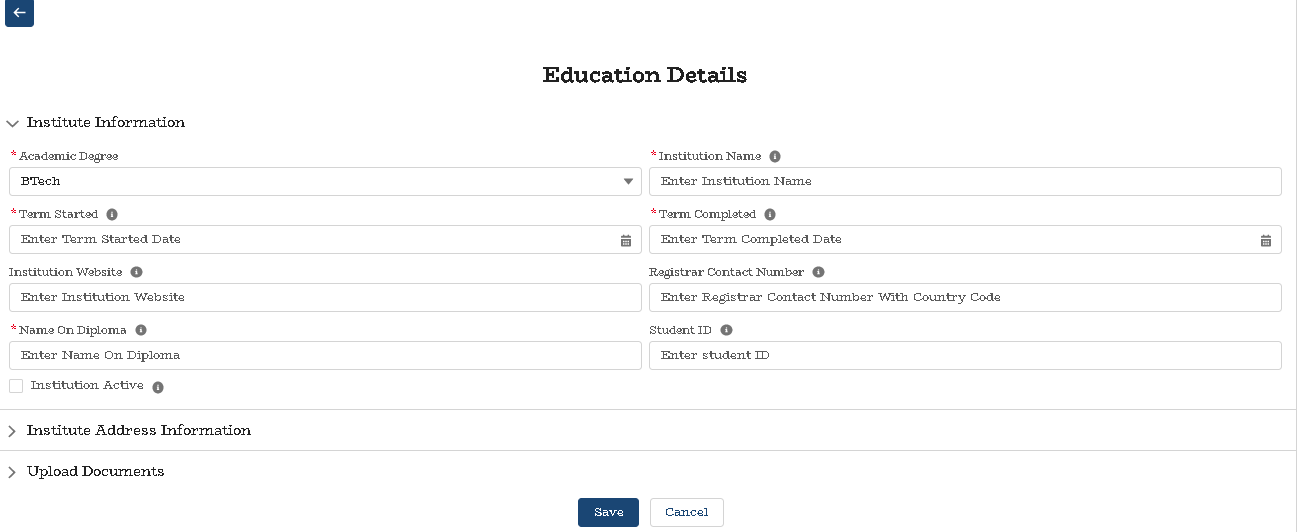 Education Details
Institute Information
* Academic Degree
* Institution Name
BTech
Enter Institution Name
* Term Started
* Term Completed
Enter Term Started Date
Enter Term Completed Date
Institution Website
Registrar Contact Number
Enter Institution Website
Enter Registrar Contact Number With Country Code
* Name On Diploma
Student ID
Enter Name On Diploma
Enter student ID
Institution Active
Institute Address Information
Upload Documents
Save
Cancel